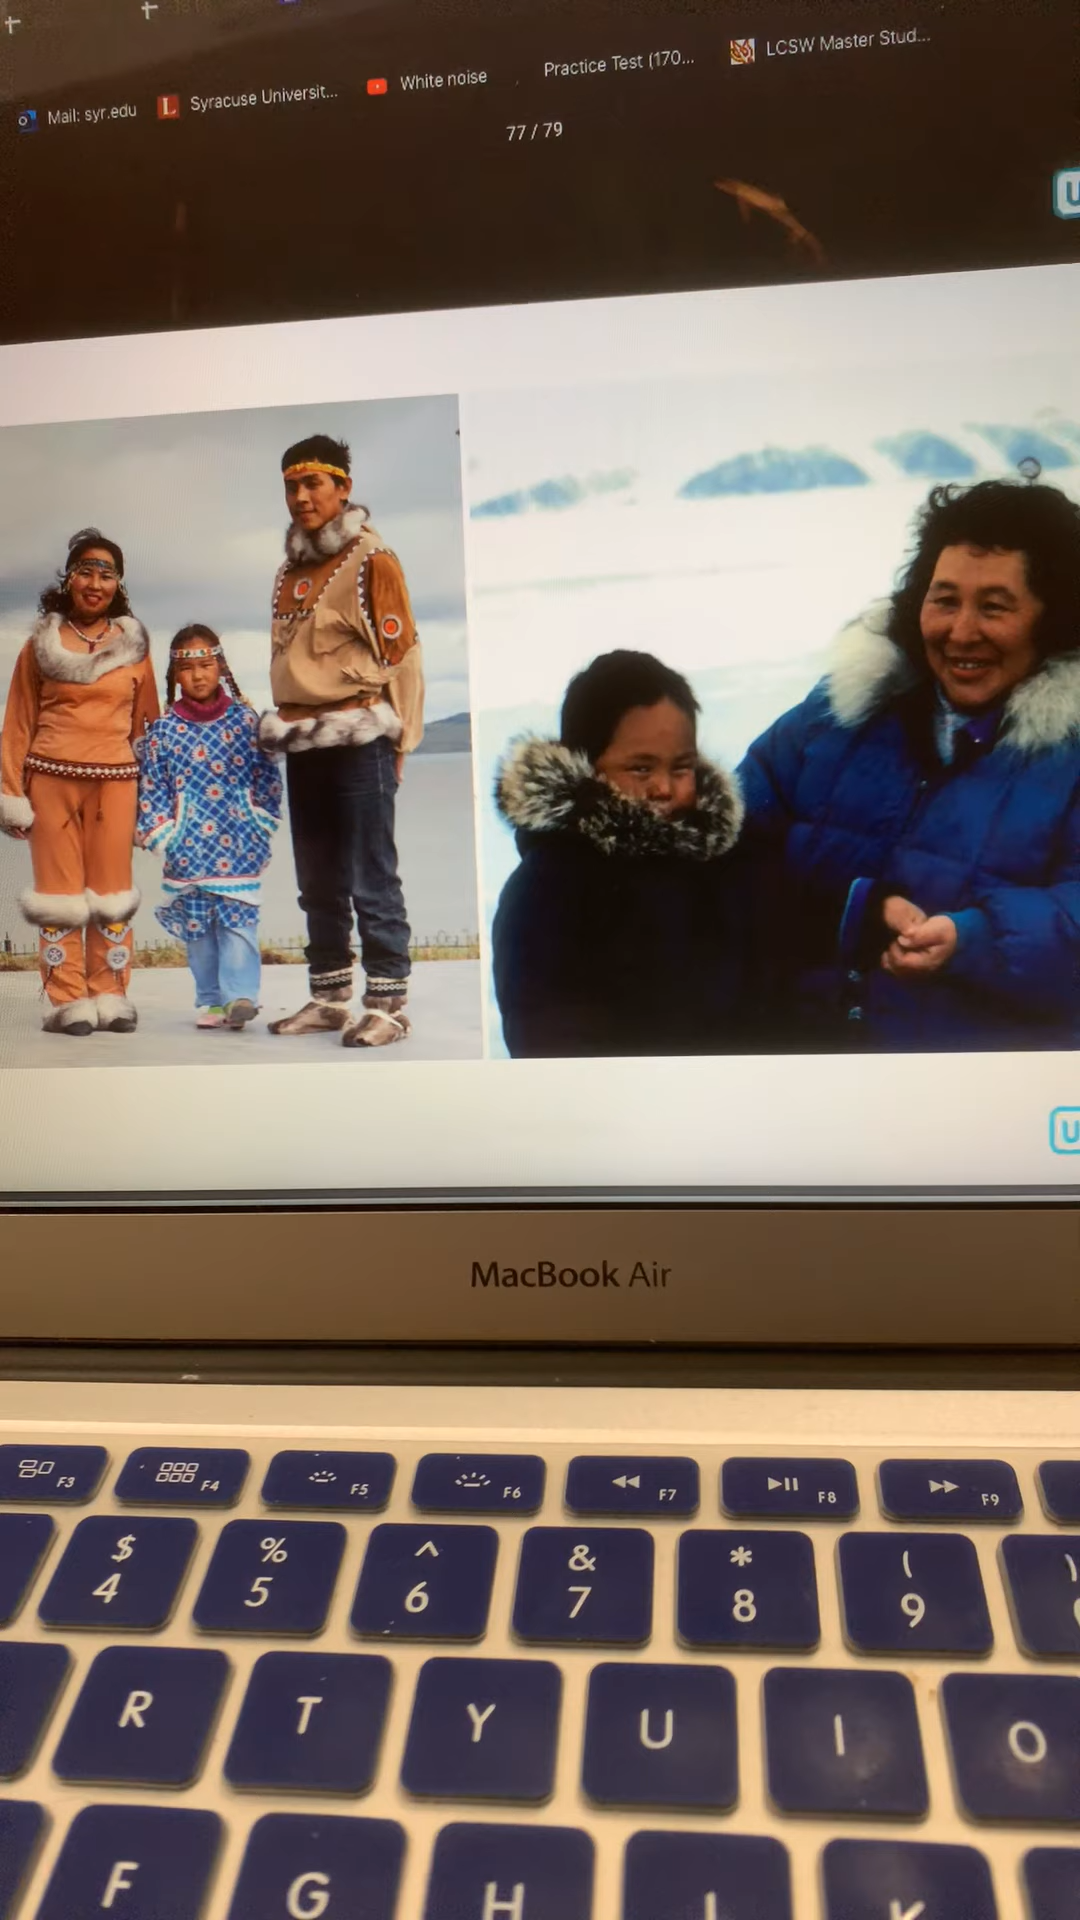 Mail: syr.edu
Syracuse Universit...
White noise
Practice Test (170...
LCSW Master Stud...
77 / 79
U
U
MacBook Air
F3
F4
F5
F6
F7
F8
F9
$ 4
% 5
^ 6
& 7
* 8
( 9
)
R
T
Y
U
I
O
F
G
H
J
K